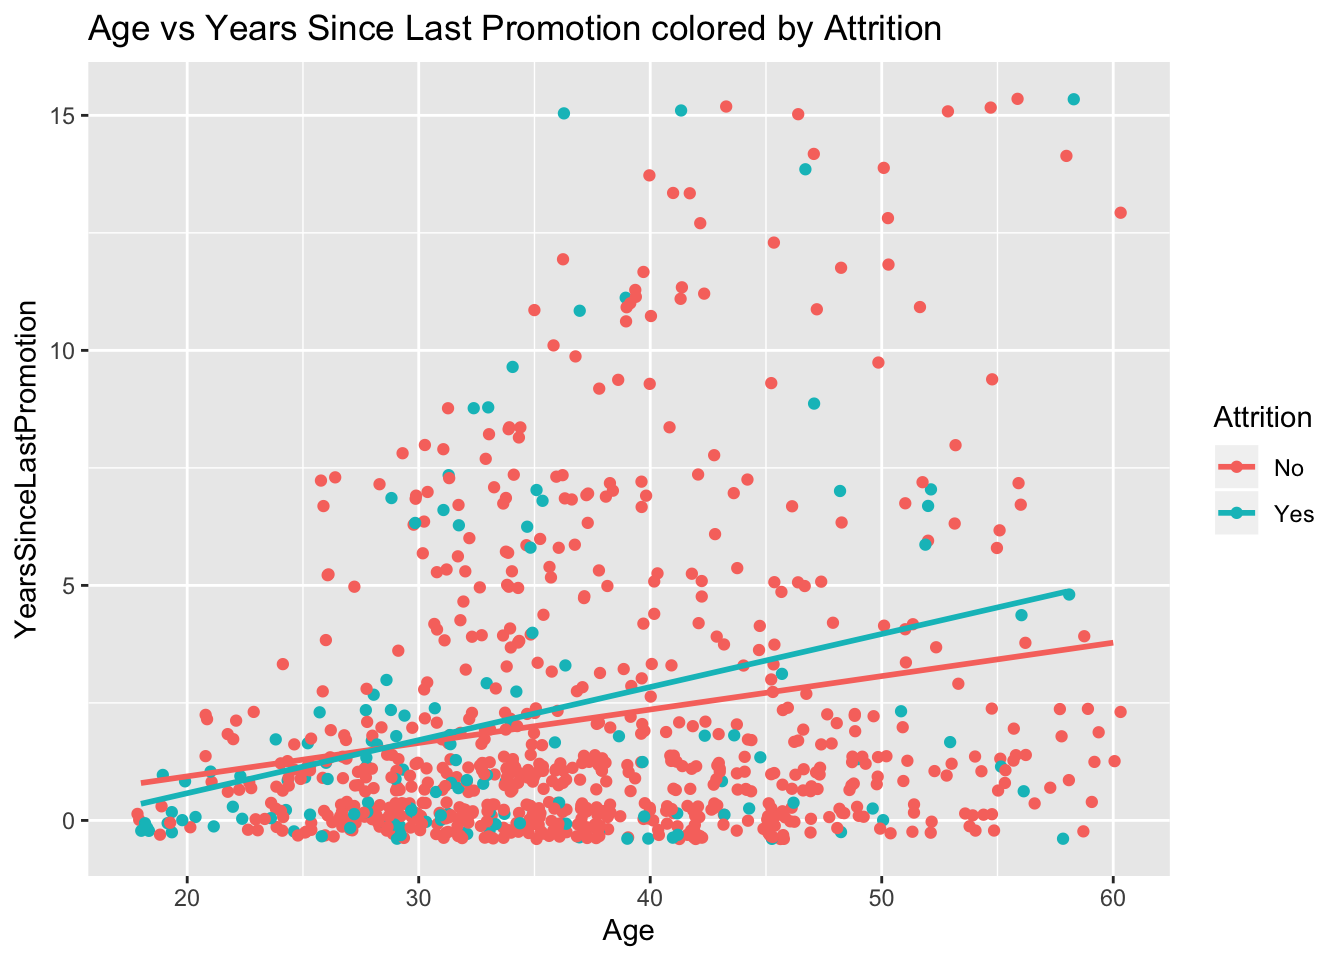 Age vs Years Since Last Promotion colored by Attrition
15
10
5
0
YearsSinceLastPromotion
20 30 40 50 60
Age
Attrition
No
Yes